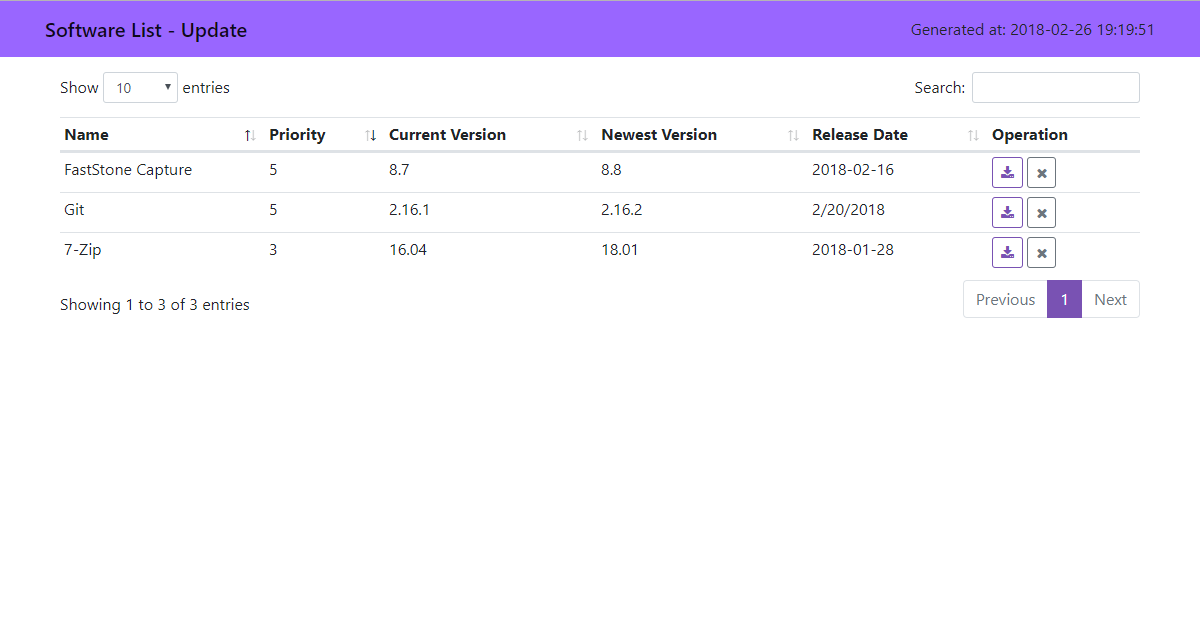 Software List - Update Generated at: 2018-02-26 19:19:51
Show 10 entries Search:
Name Priority Current Version Newest Version Release Date Operation
FastStone Capture 5 8.7 8.8 2018-02-16
Git 5 2.16.1 2.16.2 2/20/2018
7-Zip 3 16.04 18.01 2018-01-28
Showing 1 to 3 of 3 entries Previous 1 Next